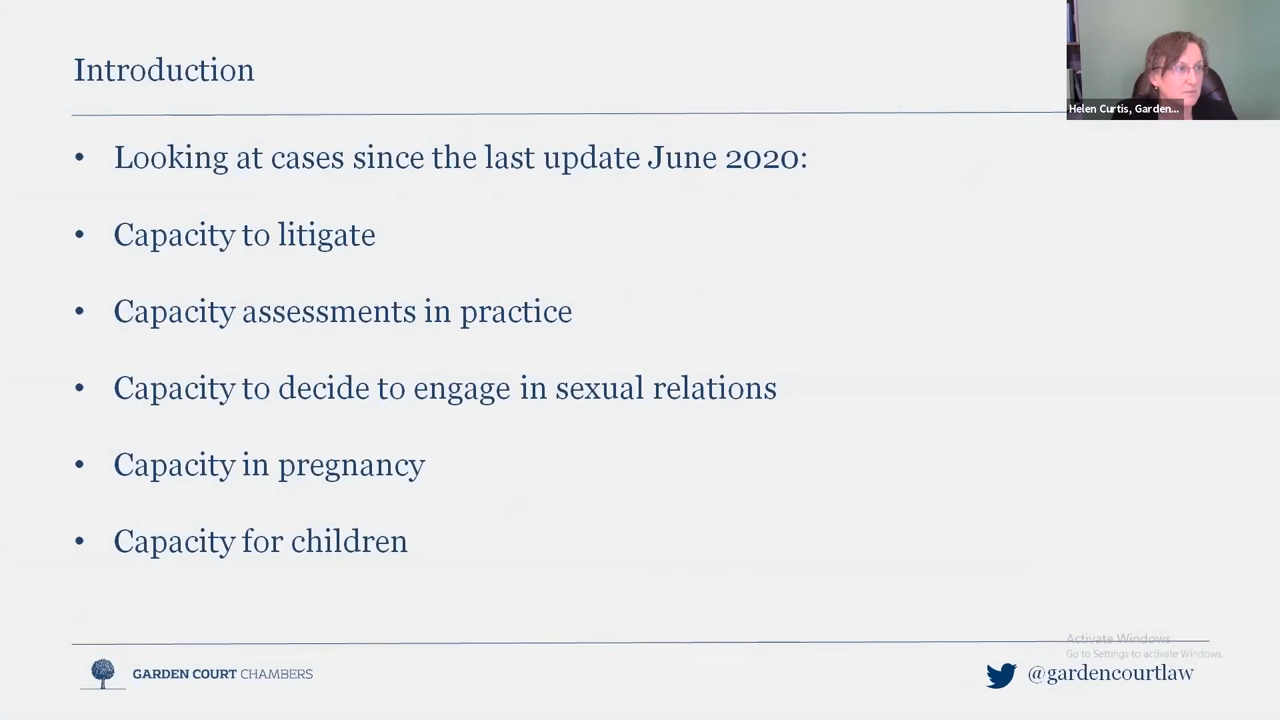 Introduction
Helen Curtis, Garden...
• Looking at cases since the last update June 2020:
• Capacity to litigate
• Capacity assessments in practice
• Capacity to decide to engage in sexual relations
• Capacity in pregnancy
• Capacity for children
Activate Windows
Go to Settings to activate Windows.
GARDEN COURT CHAMBERS
@gardencourtlaw